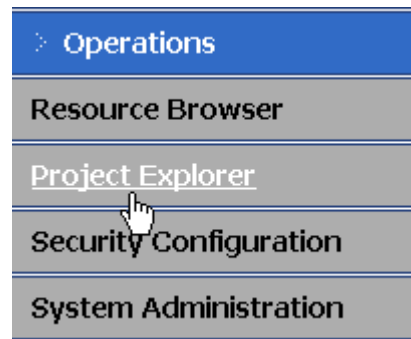 Operations
Resource Browser
Project Explorer
Security Configuration
System Administration